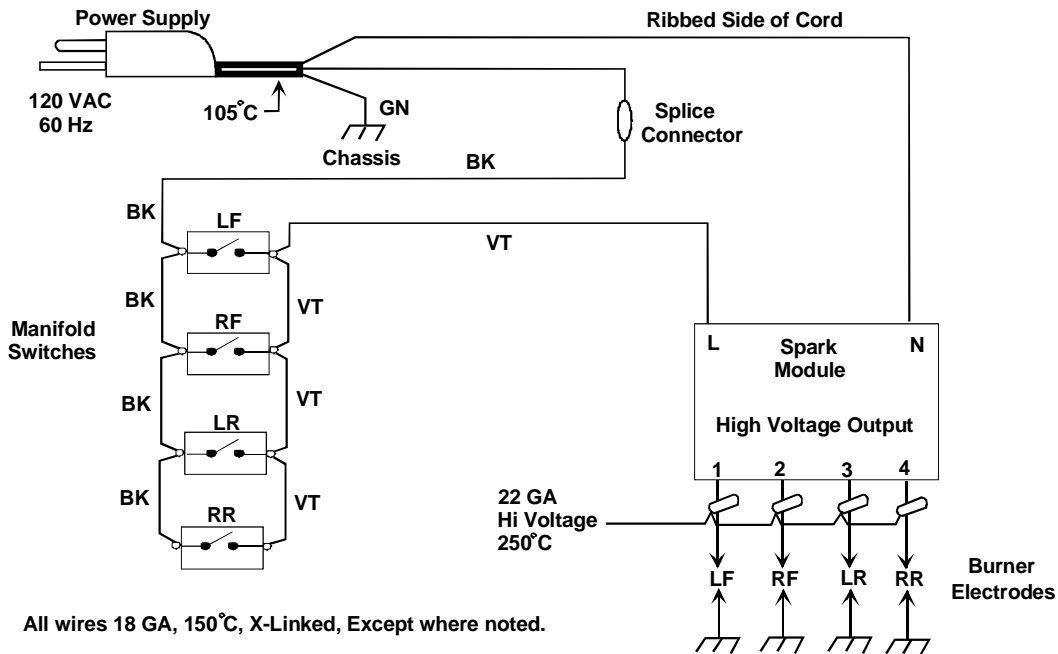 Power Supply
Ribbed Side of Cord
120 VAC
60 Hz
105°C
GN
Chassis
Splice
Connector
BK
BK
LF
VT
BK
VT
RF
Manifold
Switches
L
Spark
Module
N
BK
VT
LR
High Voltage Output
1 2 3 4
BK
VT
RR
22 GA
Hi Voltage
250°C
LF RF LR RR
Burner
Electrodes
All wires 18 GA, 150°C, X-Linked, Except where noted.